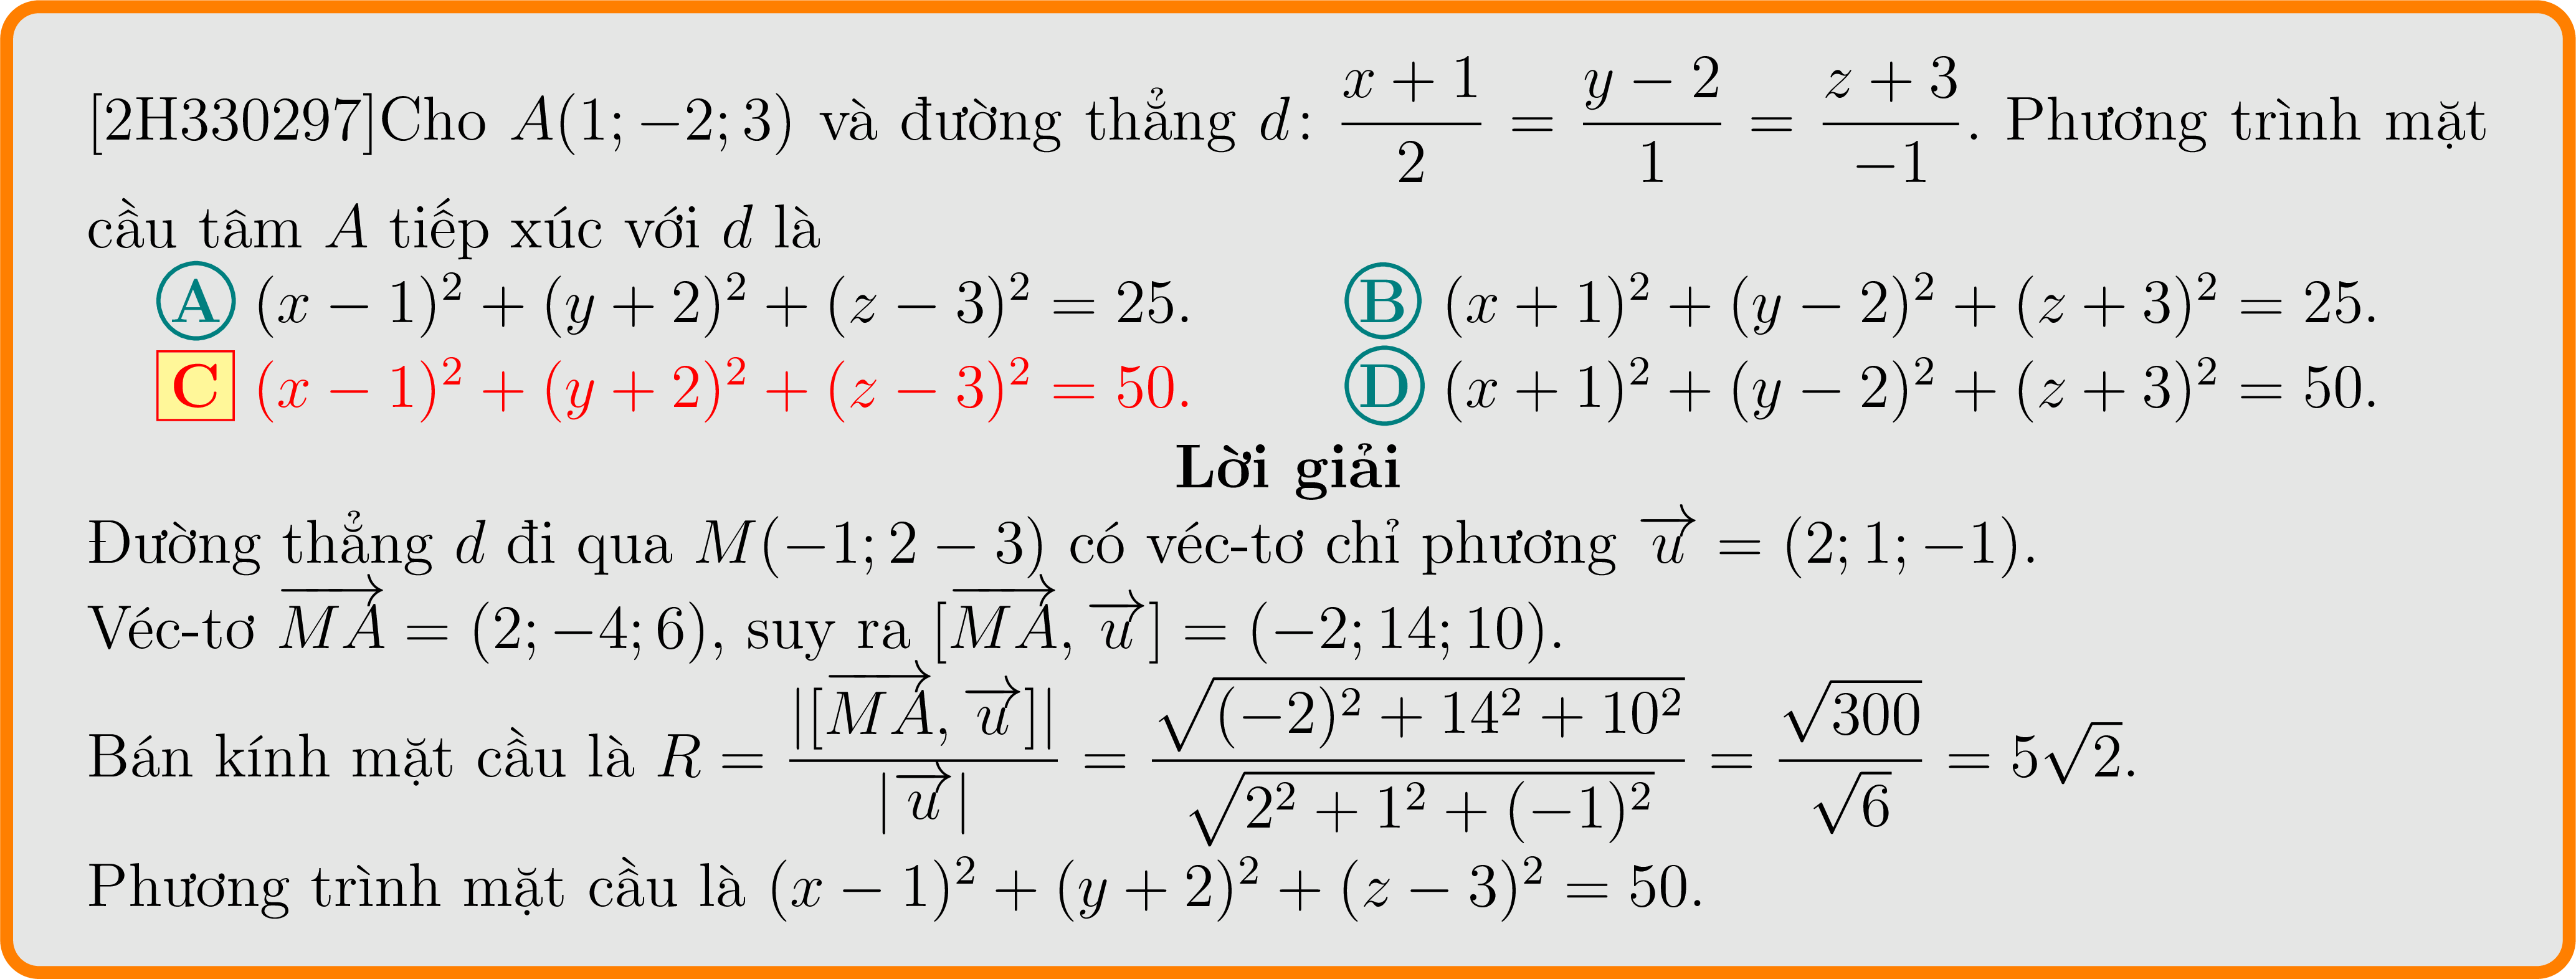 [2H330297]Cho $A(1;-2;3)$ và đường thẳng $d\colon \dfrac{x+1}{2} = \dfrac{y-2}{1} = \dfrac{z+3}{-1}$. Phương trình mặt
cầu tâm $A$ tiếp xúc với $d$ là
A $(x-1)^2+(y+2)^2+(z-3)^2=25.$ B $(x+1)^2+(y-2)^2+(z+3)^2=25.$
C $(x-1)^2+(y+2)^2+(z-3)^2=50.$ D $(x+1)^2+(y-2)^2+(z+3)^2=50.$
Lời giải
Đường thẳng $d$ đi qua $M(-1;2-3)$ có véc-tơ chỉ phương $\overrightarrow{u}=(2;1;-1)$.
Véc-tơ $\overrightarrow{MA}=(2;-4;6)$, suy ra $[\overrightarrow{MA},\overrightarrow{u}]=(-2;14;10)$.
Bán kính mặt cầu là $R=\dfrac{|[\overrightarrow{MA},\overrightarrow{u}]|}{|\overrightarrow{u}|}=\dfrac{\sqrt{(-2)^2+14^2+10^2}}{\sqrt{2^2+1^2+(-1)^2}}=\dfrac{\sqrt{300}}{\sqrt{6}}=5\sqrt{2}$.
Phương trình mặt cầu là $(x-1)^2+(y+2)^2+(z-3)^2=50.$